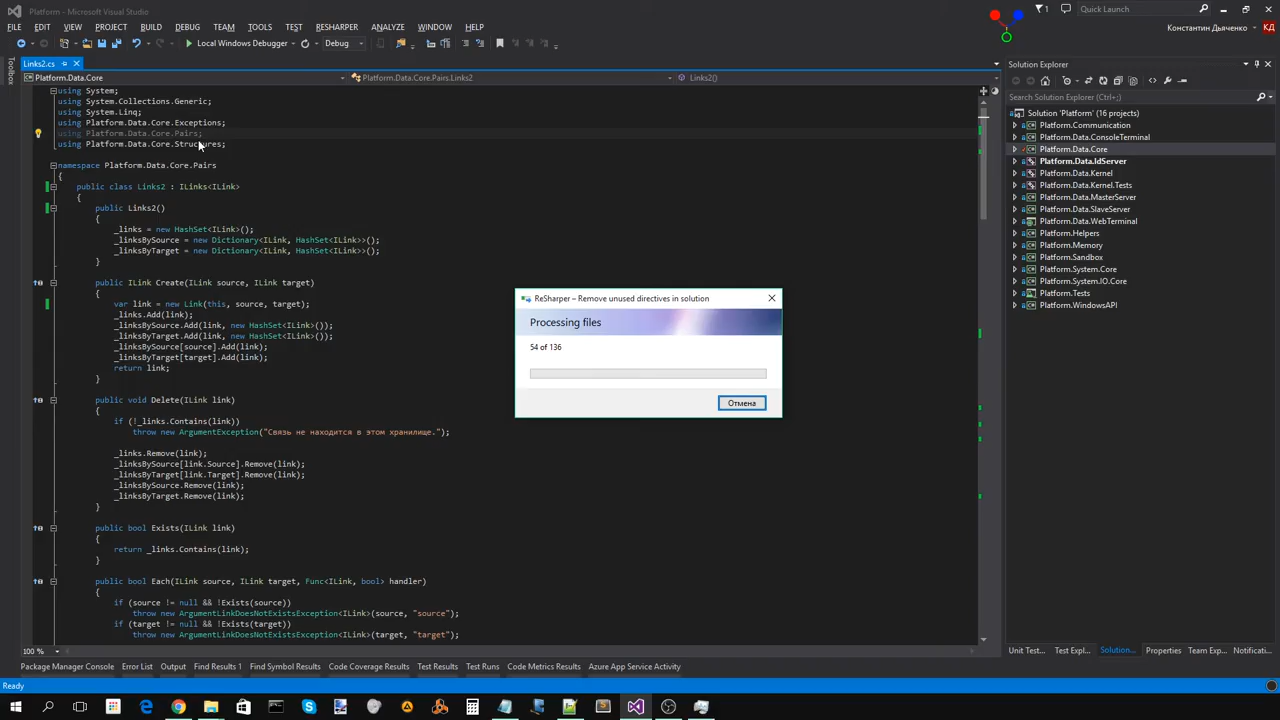 Platform - Microsoft Visual Studio
1
Quick Launch (Ctrl+Q)
FILE EDIT VIEW PROJECT BUILD DEBUG TEAM TOOLS TEST RESHARPER ANALYZE WINDOW HELP
Константин Дьяченко КД
Local Windows Debugger Debug
Toolbox
Links2.cs
Platform.Data.Core Platform.Data.Core.Pairs.Links2 Links2()
using System;
using System.Collections.Generic;
using System.Linq;
using Platform.Data.Core.Exceptions;
using Platform.Data.Core.Pairs;
using Platform.Data.Core.Structures;
namespace Platform.Data.Core.Pairs
{
public class Links2 : ILinks<ILink>
{
public Links2()
{
_links = new HashSet<ILink>();
_linksBySource = new Dictionary<ILink, HashSet<ILink>>();
_linksByTarget = new Dictionary<ILink, HashSet<ILink>>();
}
public ILink Create(ILink source, ILink target)
{
var link = new Link(this, source, target);
_links.Add(link);
_linksBySource.Add(link, new HashSet<ILink>());
_linksByTarget.Add(link, new HashSet<ILink>());
_linksBySource[source].Add(link);
_linksByTarget[target].Add(link);
return link;
}
public void Delete(ILink link)
{
if (!_links.Contains(link))
throw new ArgumentException("Связь не находится в этом хранилище.");
_links.Remove(link);
_linksBySource[link.Source].Remove(link);
_linksByTarget[link.Target].Remove(link);
_linksBySource.Remove(link);
_linksByTarget.Remove(link);
}
public bool Exists(ILink link)
{
return _links.Contains(link);
}
public bool Each(ILink source, ILink target, Func<ILink, bool> handler)
{
if (source != null && !Exists(source))
throw new ArgumentLinkDoesNotExistsException<ILink>(source, "source");
if (target != null && !Exists(target))
throw new ArgumentLinkDoesNotExistsException<ILink>(target, "target");
100 %
ReSharper – Remove unused directives in solution
Processing files
54 of 136
Отмена
Solution Explorer
Search Solution Explorer (Ctrl+;)
Solution 'Platform' (16 projects)
Platform.Communication
Platform.Data.ConsoleTerminal
Platform.Data.Core
Platform.Data.IdServer
Platform.Data.Kernel
Platform.Data.Kernel.Tests
Platform.Data.MasterServer
Platform.Data.SlaveServer
Platform.Data.WebTerminal
Platform.Helpers
Platform.Memory
Platform.Sandbox
Platform.System.Core
Platform.System.IO.Core
Platform.Tests
Platform.WindowsAPI
Unit Test... Test Expl... Solution... Properties Team Exp... Notificati...
Package Manager Console Error List Output Find Results 1 Find Symbol Results Code Coverage Results Test Results Test Runs Code Metrics Results Azure App Service Activity
Ready